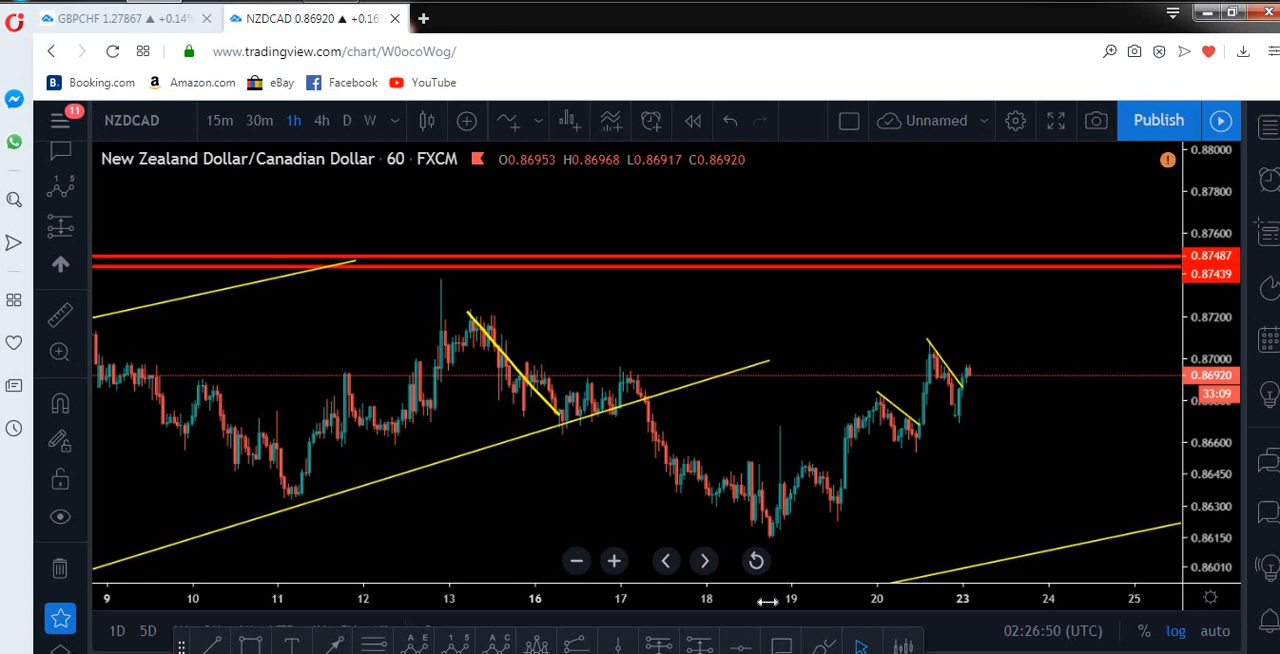 GBPCHF 1.27867 ▲ +0.14%
NZDCAD 0.86920 ▲ +0.16%
www.tradingview.com/chart/W0ocoWog/
Booking.com
Amazon.com
eBay
Facebook
YouTube
11
NZDCAD
15m
30m
1h
4h
D
W
Unnamed
Publish
New Zealand Dollar/Canadian Dollar · 60 · FXCM
O0.86953 H0.86968 L0.86917 C0.86920
0.88000
0.87800
0.87600
0.87487
0.87439
0.87200
0.87000
0.86920
33:09
0.86600
0.86450
0.86300
0.86150
0.86010
9 10 11 12 13 16 17 18 19 20 23 24 25
1D 5D
02:26:50 (UTC)
% log auto